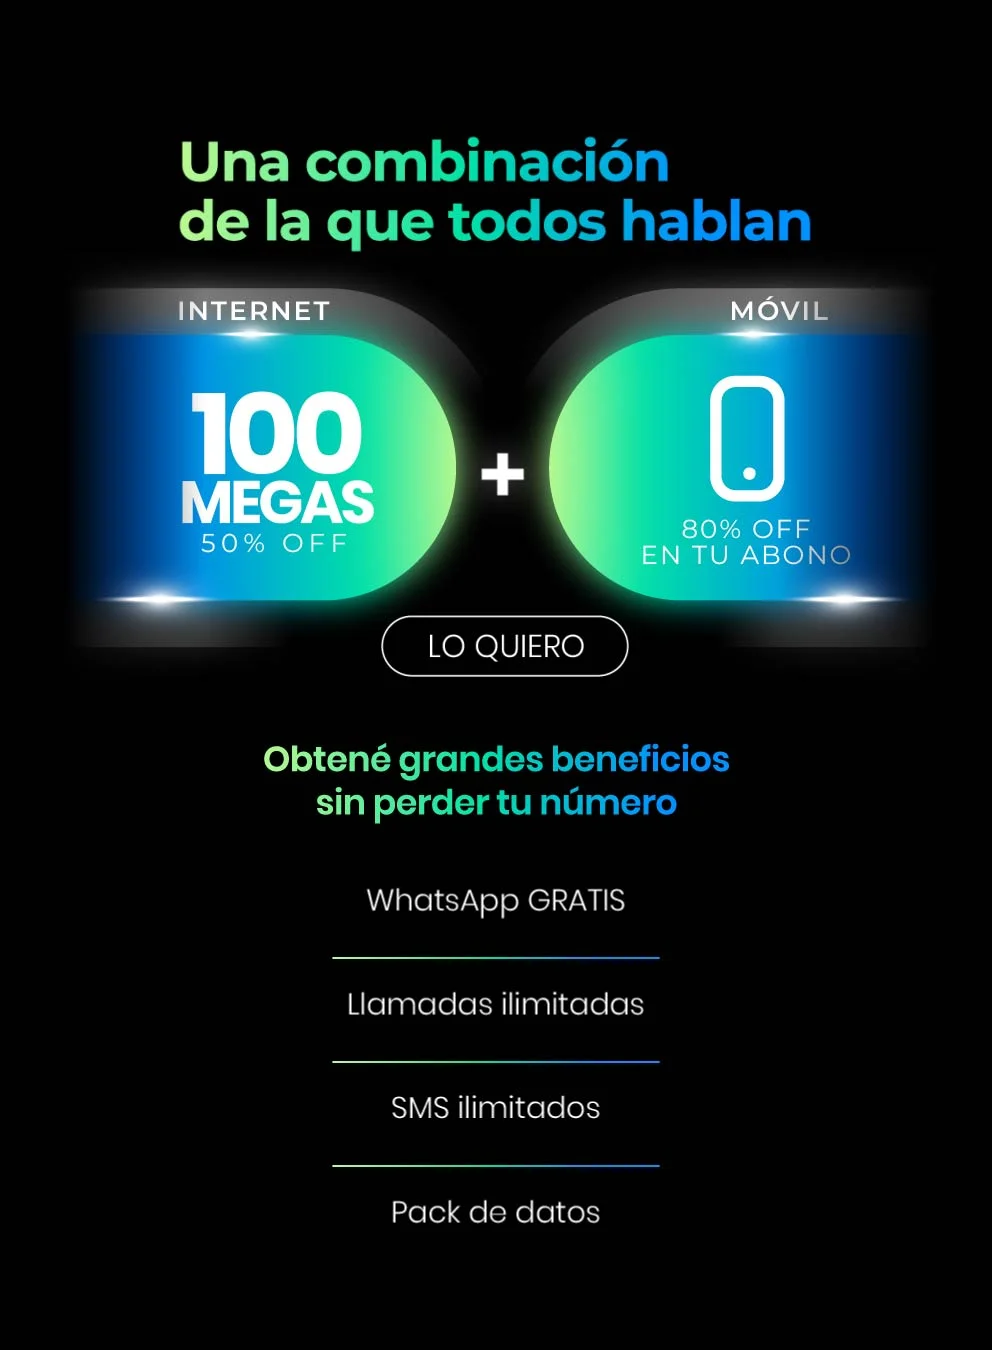 Una combinación
de la que todos hablan
INTERNET
100
MEGAS
50% OFF
+
MÓVIL
80% OFF
EN TU ABONO
LO QUIERO
Obtené grandes beneficios
sin perder tu número
WhatsApp GRATIS
Llamadas ilimitadas
SMS ilimitados
Pack de datos